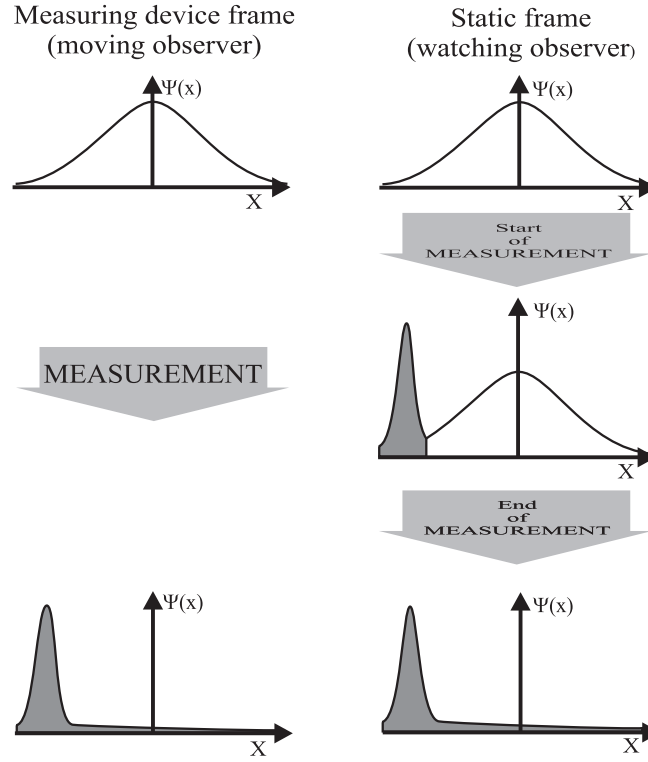 Measuring device frame
(moving observer)
Static frame
(watching observer)
Ψ(x)
X
Ψ(x)
X
Start
of
MEASUREMENT
Ψ(x)
X
MEASUREMENT
End
of
MEASUREMENT
Ψ(x)
X
Ψ(x)
X